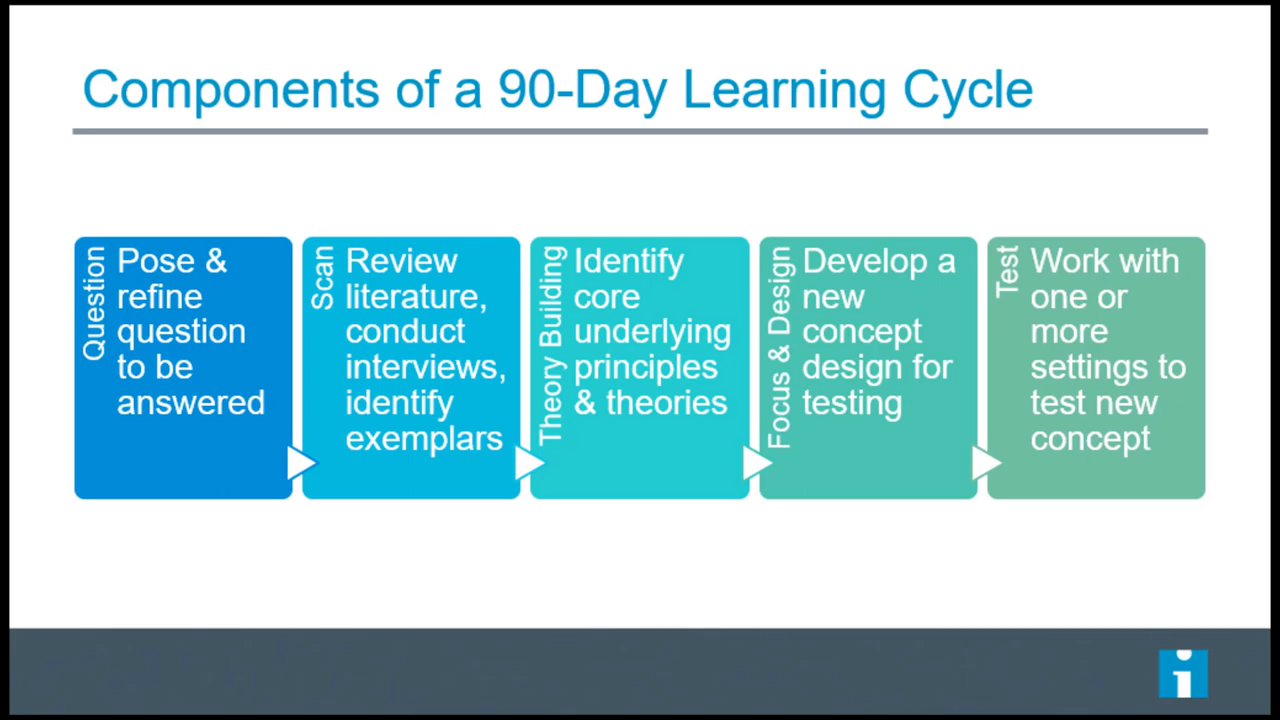 Components of a 90-Day Learning Cycle
Question
Pose &
refine
question
to be
answered
Scan
Review
literature,
conduct
interviews,
identify
exemplars
Theory Building
Identify
core
underlying
principles
& theories
Focus & Design
Develop a
new
concept
design for
testing
Test
Work with
one or
more
settings to
test new
concept
i